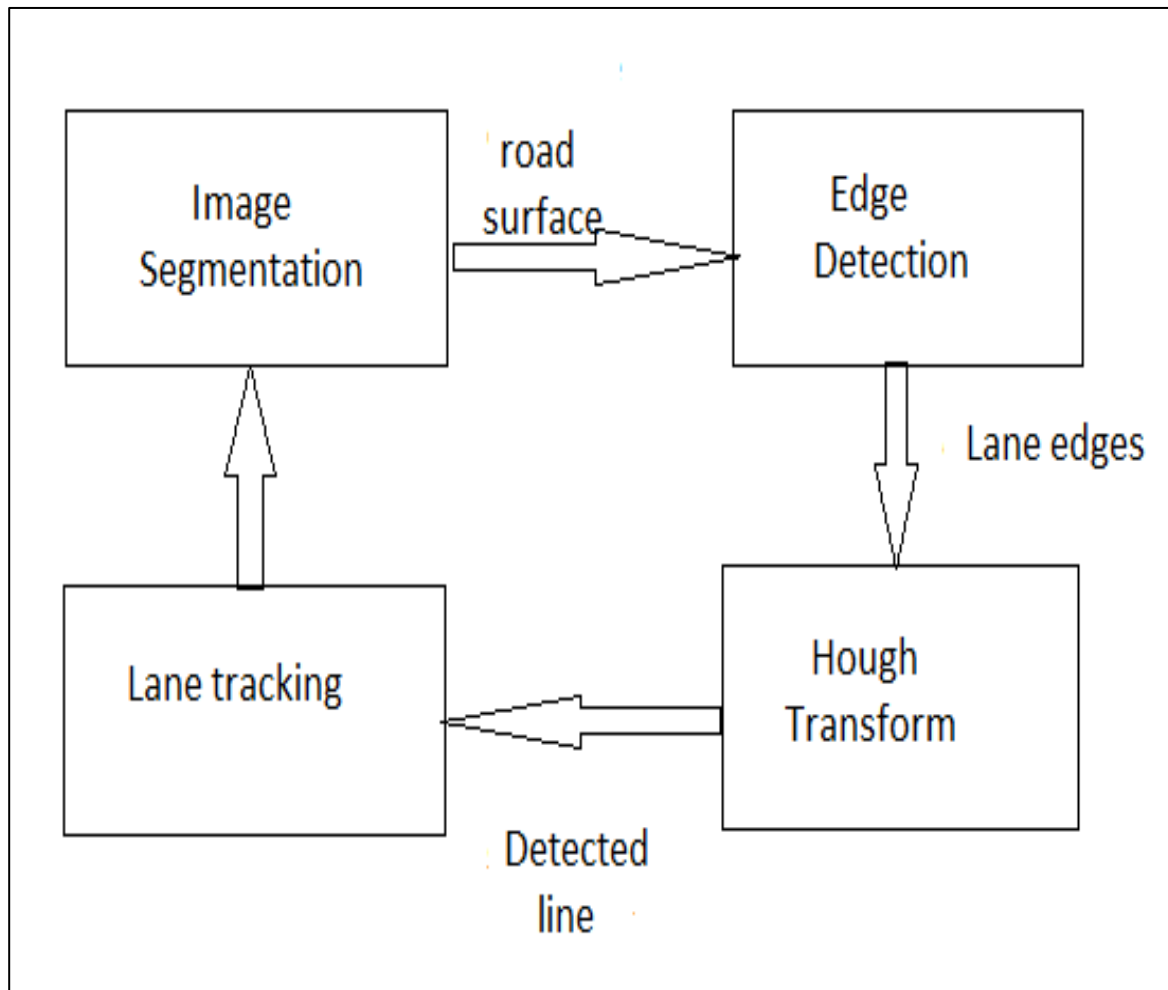 Image
Segmentation
road
surface
Edge
Detection
Lane edges
Hough
Transform
Lane tracking
Detected
line